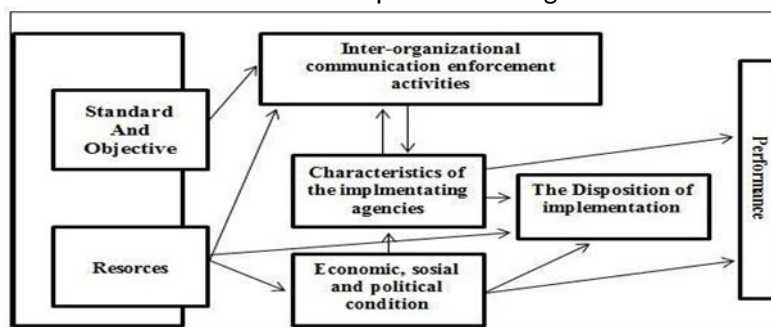 Inter-organizational
communication enforcement
activities
Standard
And
Objective
Characteristics of
the implmentating
agencies
The Disposition of
implementation
Performance
Resorces
Economic, sosial
and political
condition